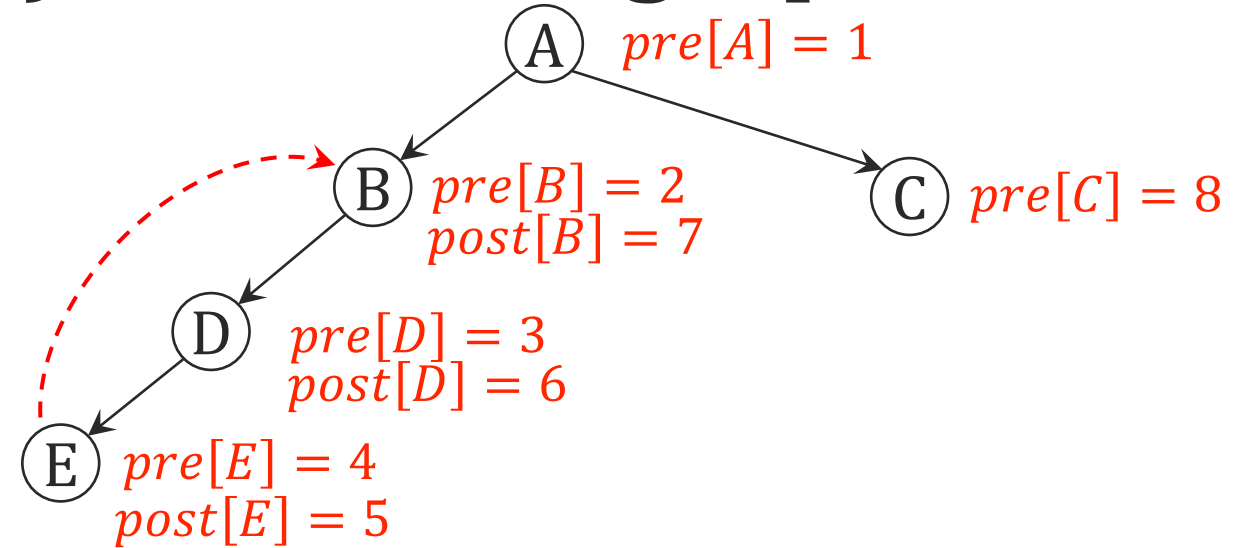 A pre[A] = 1
B pre[B] = 2
post[B] = 7
C pre[C] = 8
D pre[D] = 3
post[D] = 6
E pre[E] = 4
post[E] = 5